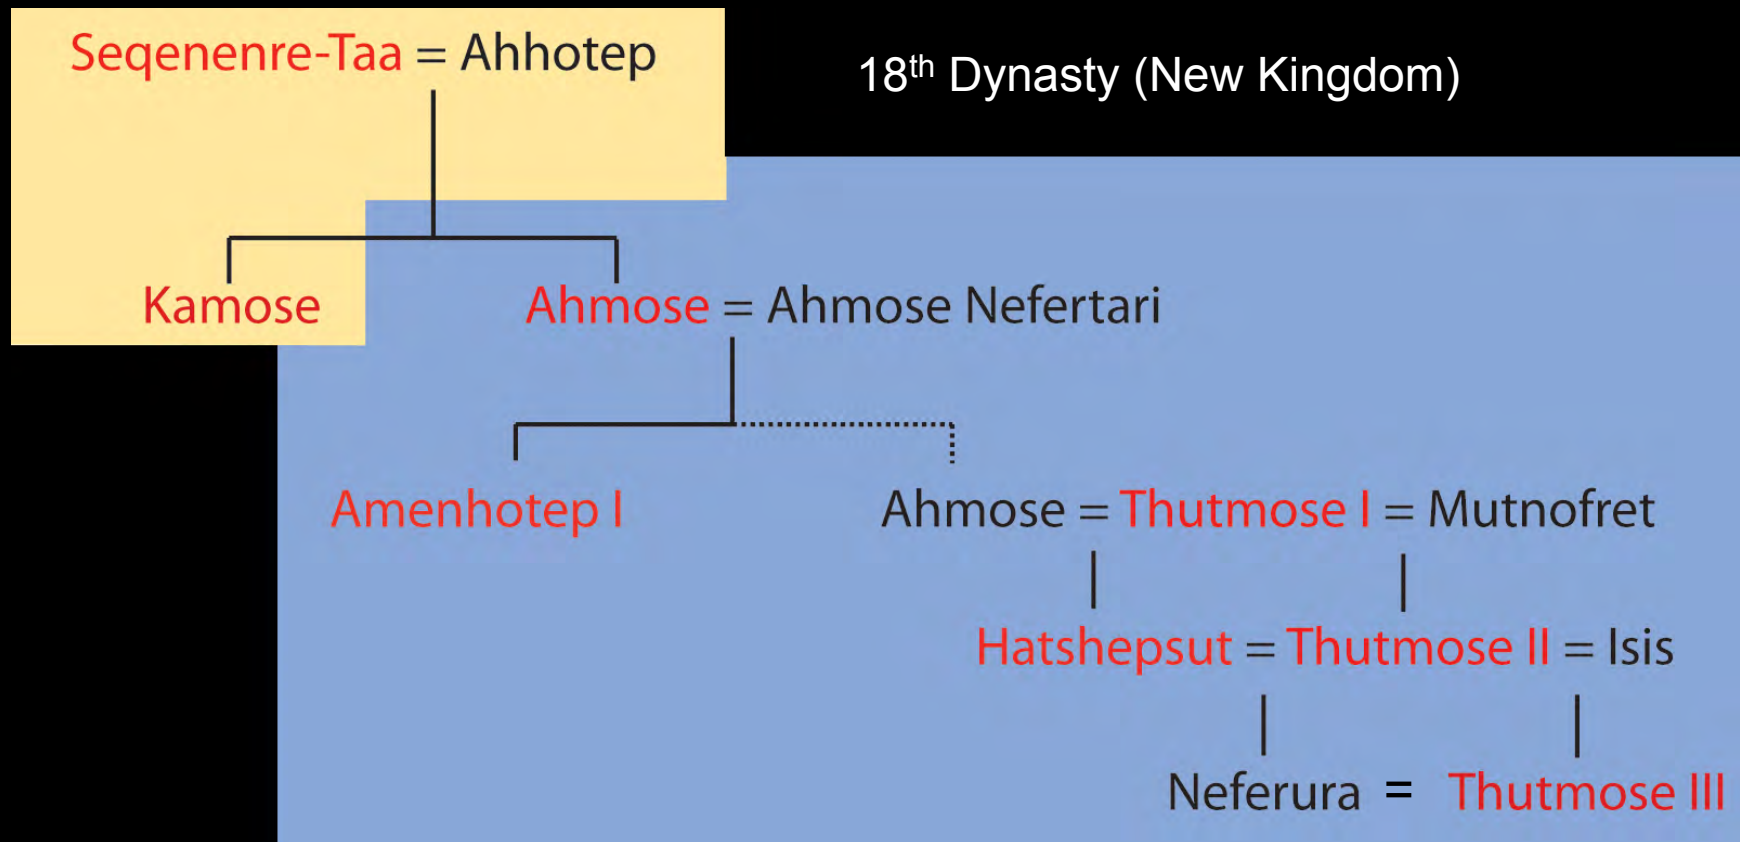 Seqenenre-Taa = Ahhotep
18th Dynasty (New Kingdom)
Kamose
Ahmose = Ahmose Nefertari
Amenhotep I
Ahmose = Thutmose I = Mutnofret
Hatshepsut = Thutmose II = Isis
Neferura = Thutmose III